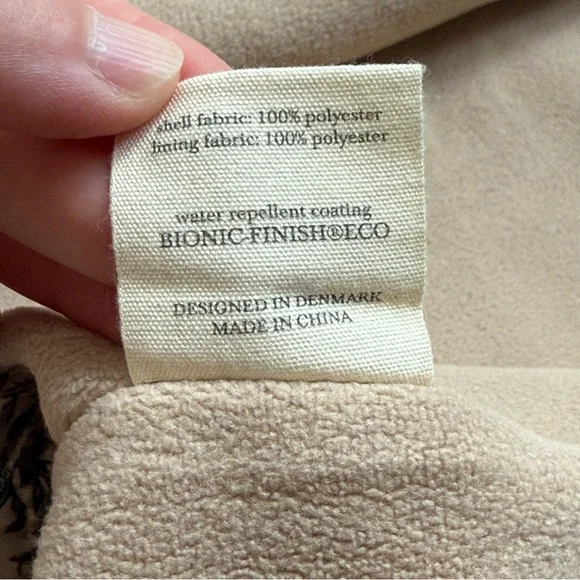 shell fabric: 100% polyester
lining fabric: 100% polyester
water repellent coating
BIONIC-FINISH®ECO
DESIGNED IN DENMARK
MADE IN CHINA